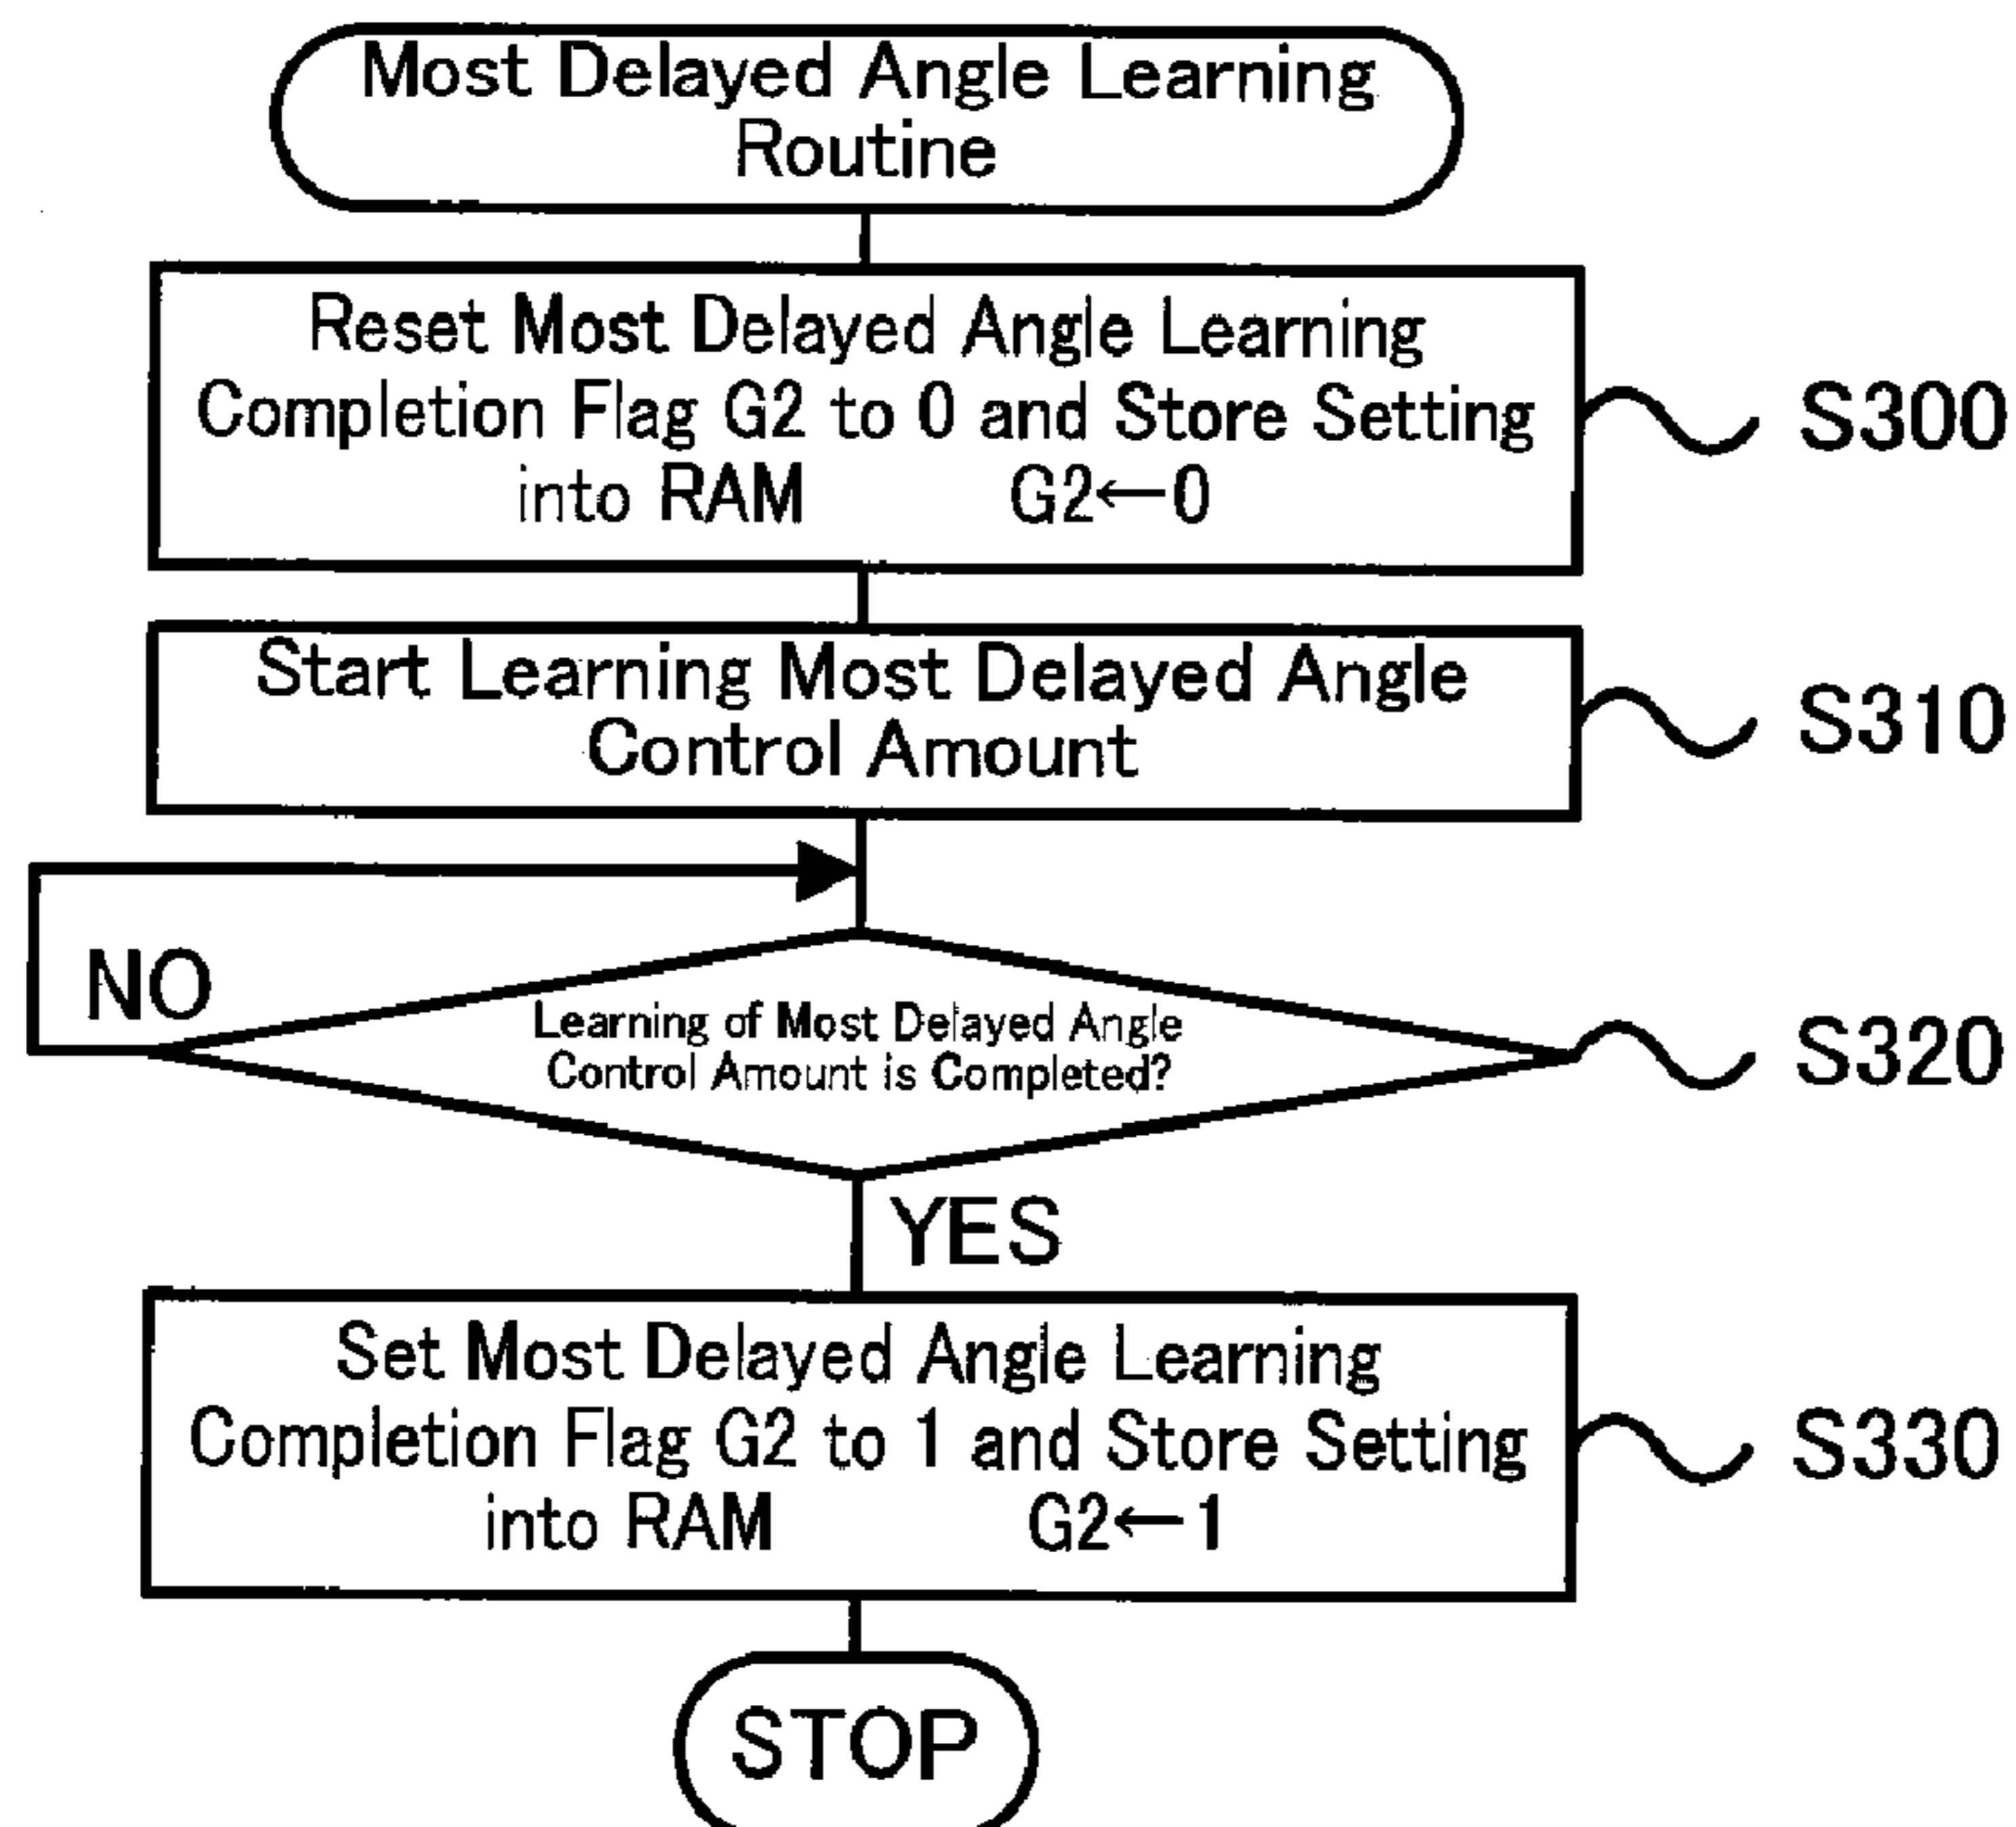 Most Delayed Angle Learning
Routine
Reset Most Delayed Angle Learning
Completion Flag G2 to 0 and Store Setting
into RAM G2←0
S300
Start Learning Most Delayed Angle
Control Amount
S310
NO
Learning of Most Delayed Angle
Control Amount is Completed?
S320
YES
Set Most Delayed Angle Learning
Completion Flag G2 to 1 and Store Setting
into RAM G2←1
S330
STOP